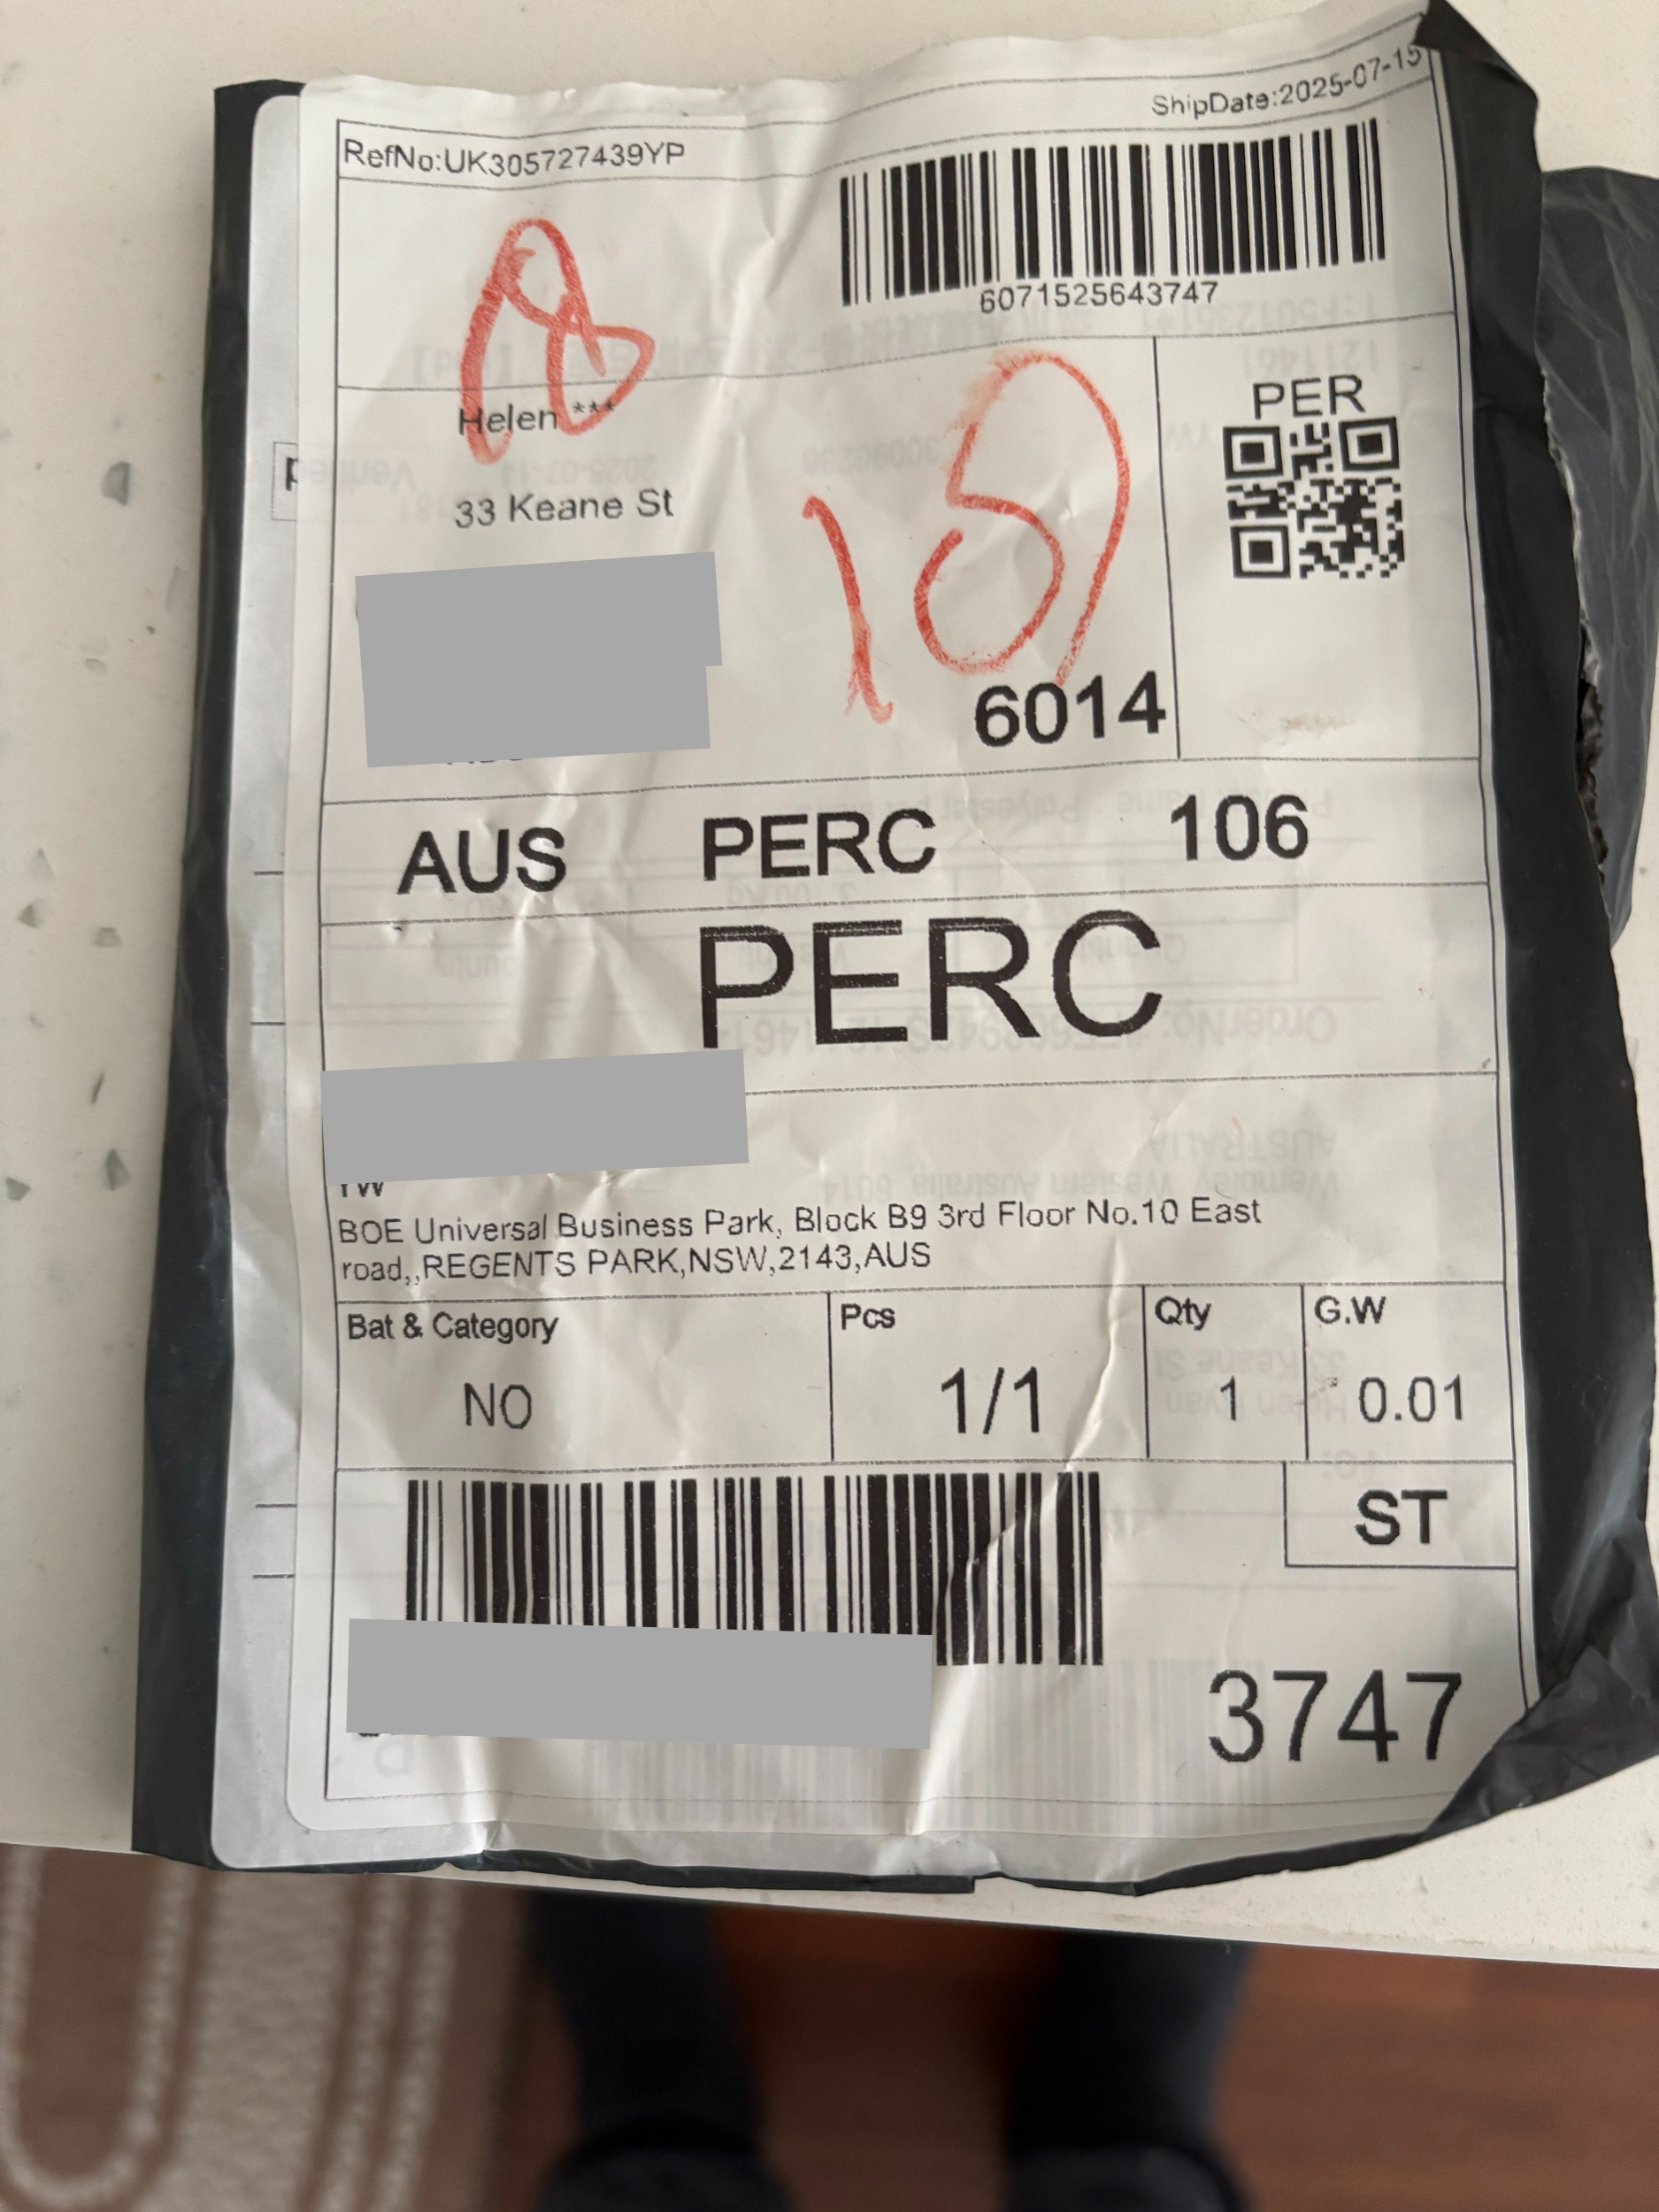 ShipDate:2025-07-15
RefNo:UK305727439YP
6071525643747
PER
Helen ***
33 Keane St
6014
AUS PERC 106
PERC
YW
BOE Universal Business Park, Block B9 3rd Floor No.10 East
road,,REGENTS PARK,NSW,2143,AUS
Bat & Category Pcs Qty G.W
NO 1/1 1 0.01
ST
3747